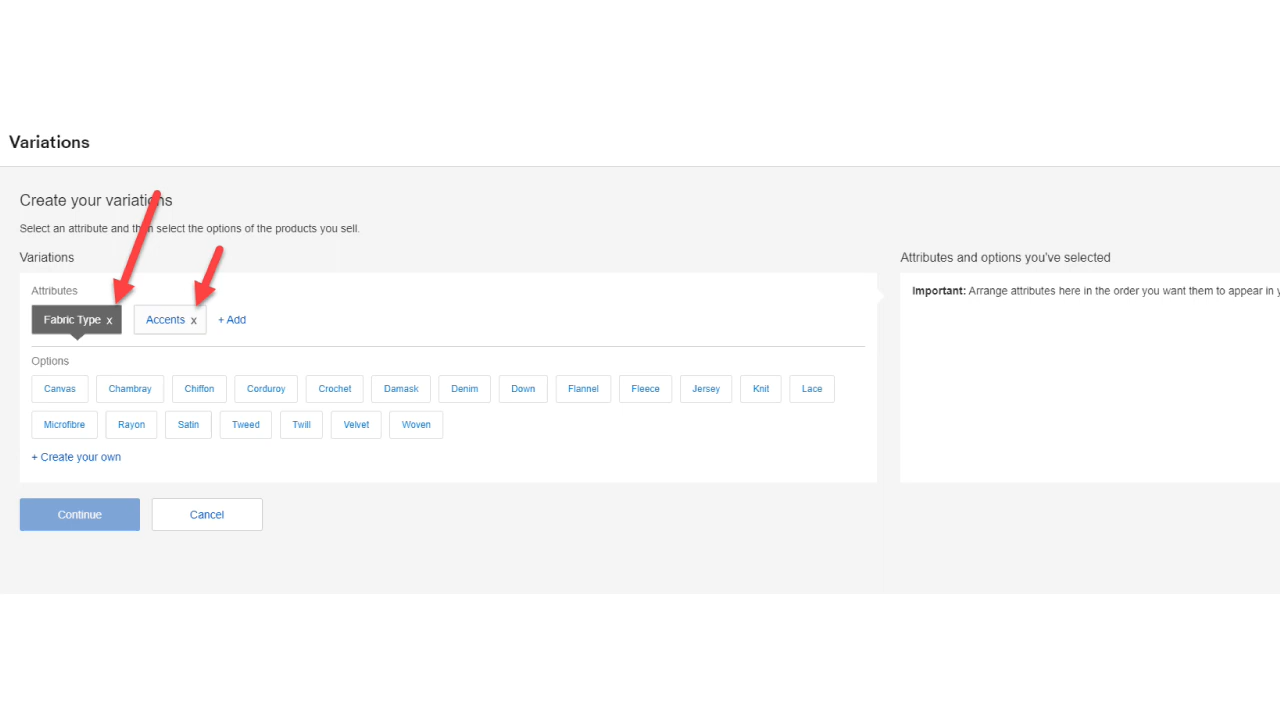 Variations
Create your variations
Select an attribute and then select the options of the products you sell.
Variations
Attributes
Fabric Type x Accents x + Add
Options
Canvas Chambray Chiffon Corduroy Crochet Damask Denim Down Flannel Fleece Jersey Knit Lace
Microfibre Rayon Satin Tweed Twill Velvet Woven
+ Create your own
Continue Cancel
Attributes and options you've selected
Important: Arrange attributes here in the order you want them to appear in